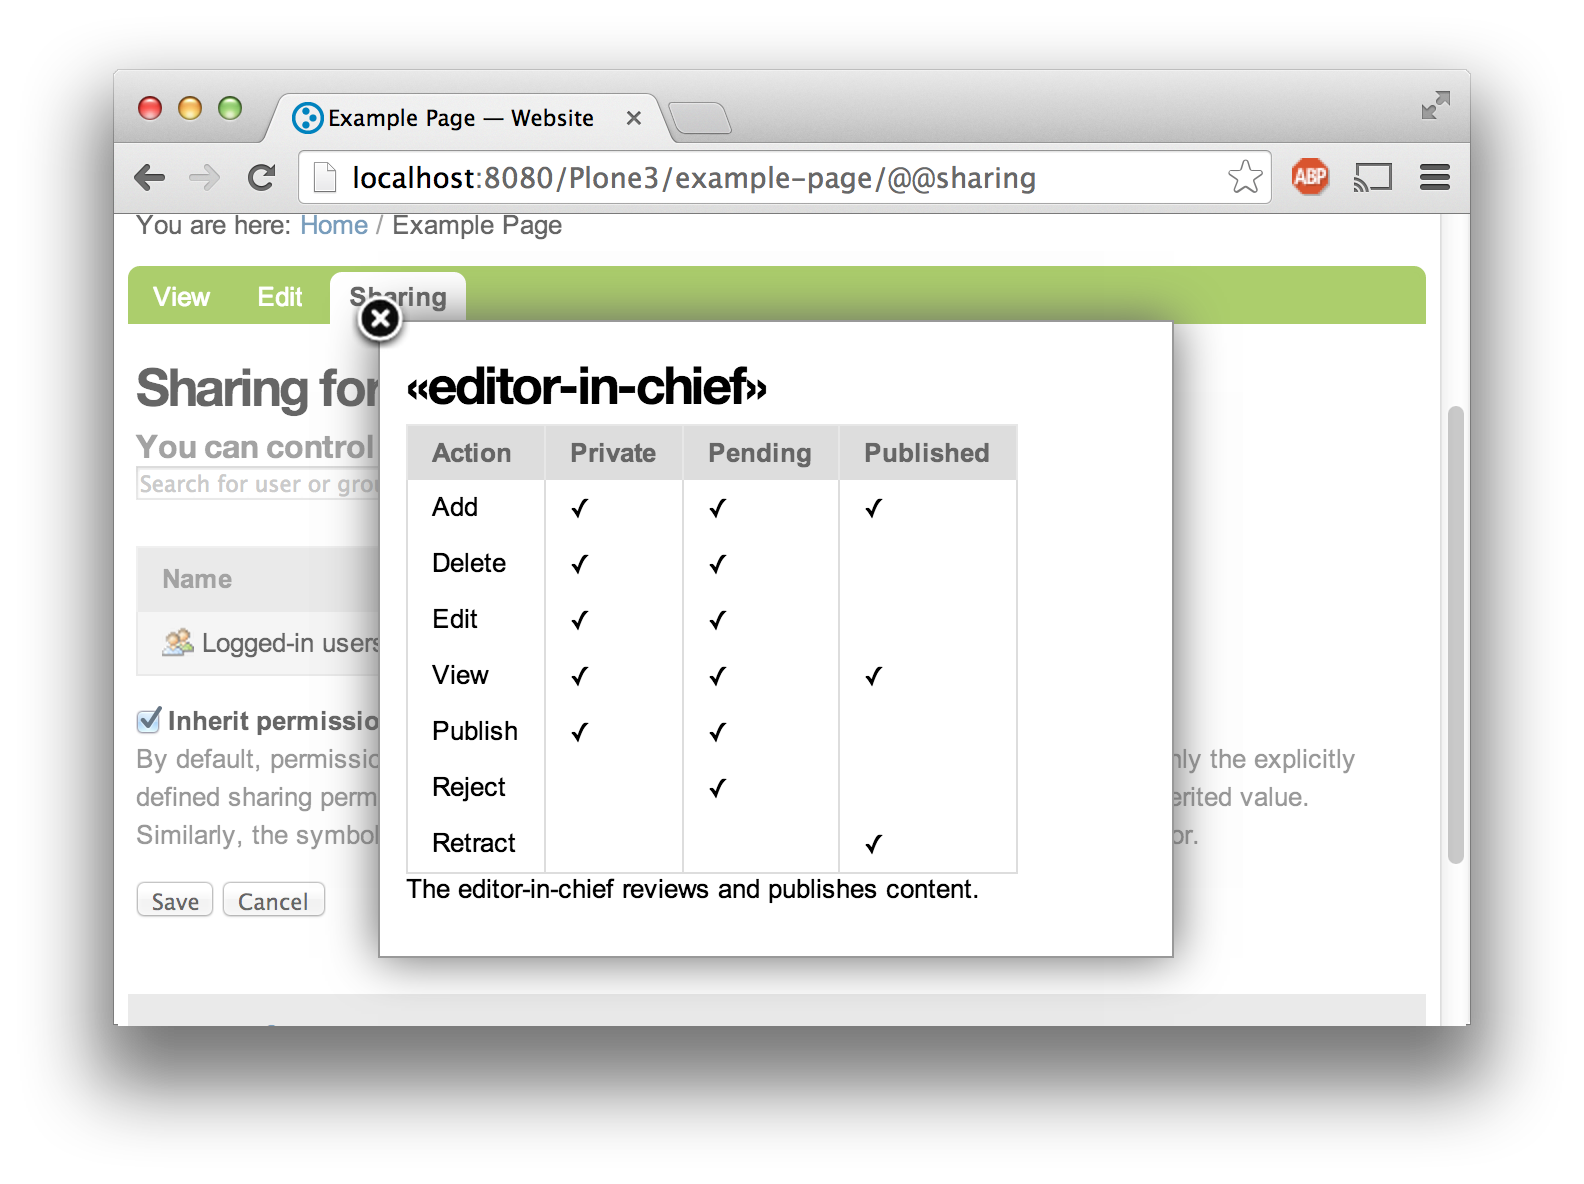 Example Page — Website
localhost:8080/Plone3/example-page/@@sharing
ABP
You are here: Home / Example Page
View Edit Sharing
Sharing for
You can control
Search for user or grou
Name
Logged-in users
Inherit permissio
By default, permissio
nly the explicitly
defined sharing perm
erited value.
Similarly, the symbol
or.
Save Cancel
«editor-in-chief»
Action Private Pending Published
Add ✓ ✓ ✓
Delete ✓ ✓
Edit ✓ ✓
View ✓ ✓ ✓
Publish ✓ ✓
Reject ✓
Retract ✓
The editor-in-chief reviews and publishes content.